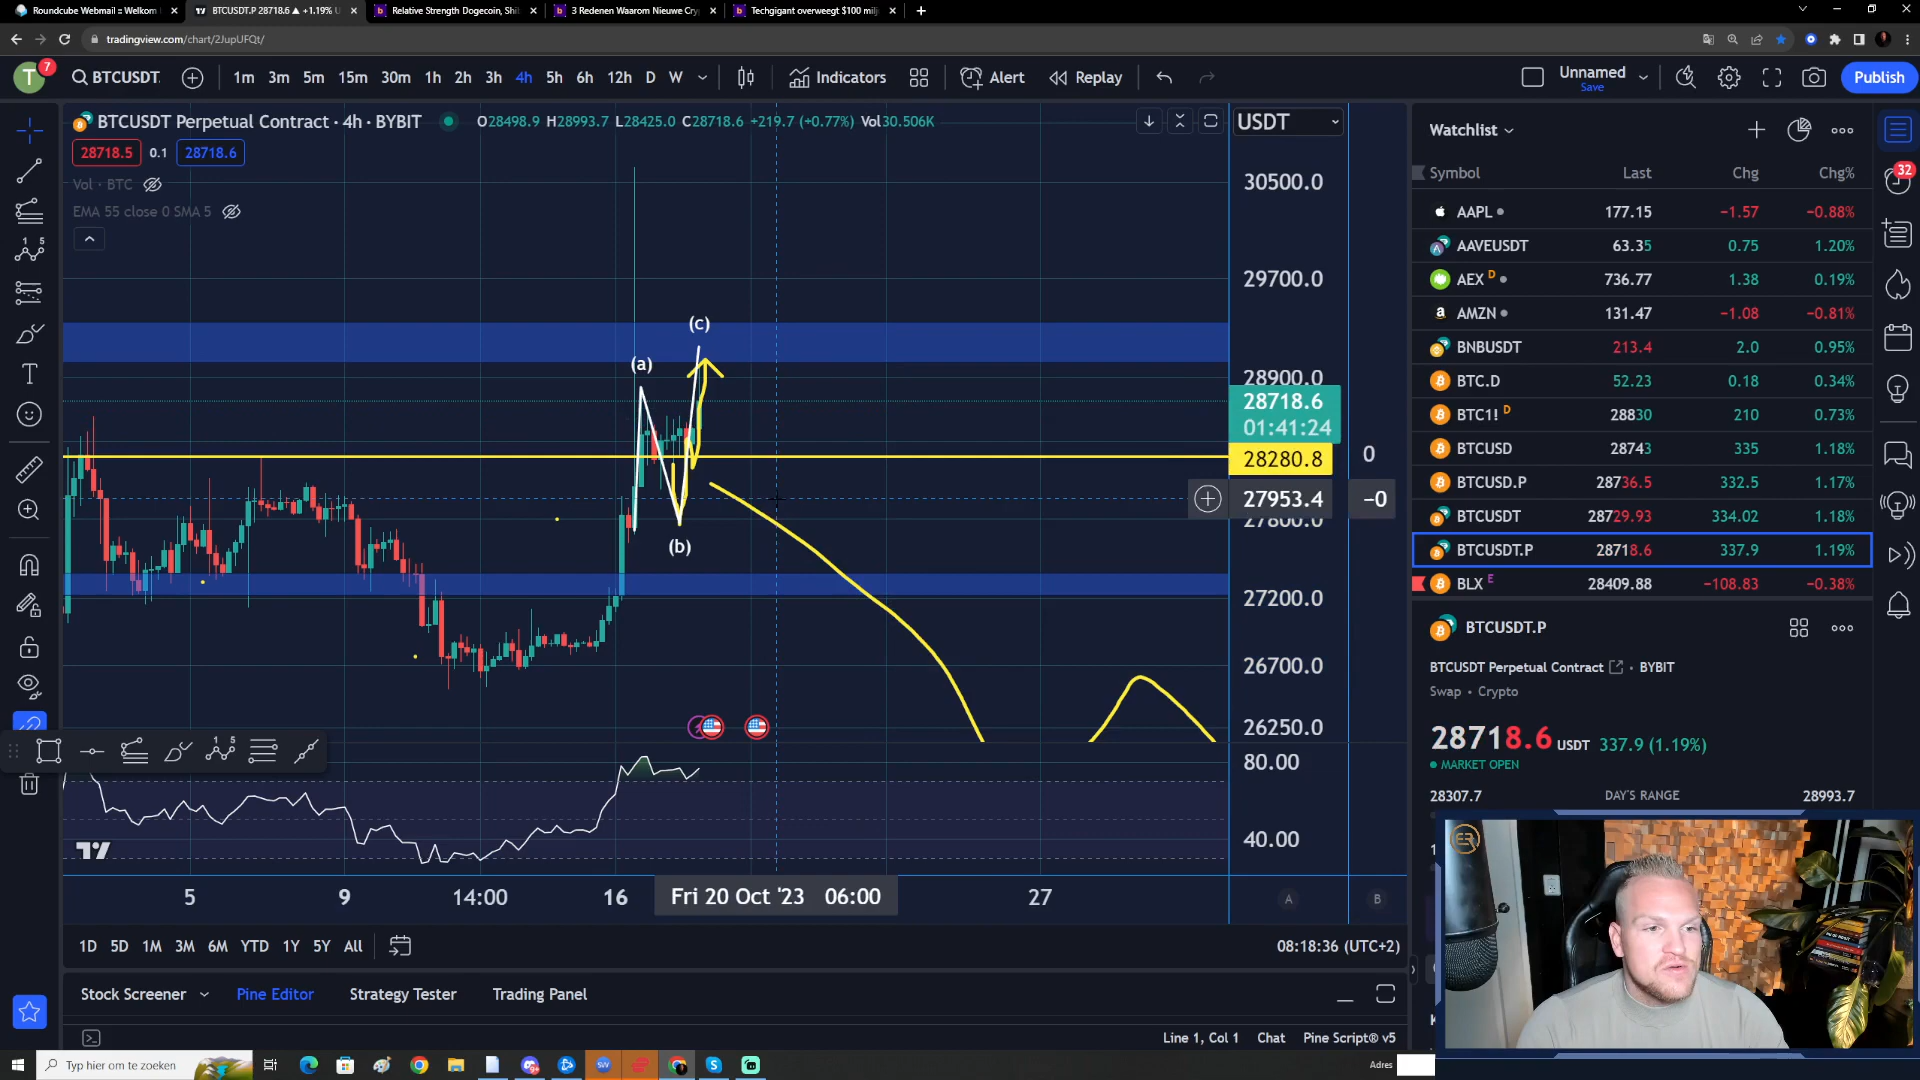 Roundcube Webmail :: Welkom
BTCUSDT.P 28718.6 ▲ +1.19% U
Relative Strength Dogecoin, Shi
3 Redenen Waarom Nieuwe Cry
Techgigant overweegt $100 milj
tradingview.com/chart/2JupUFQt/
T
7
BTCUSDT.
1m 3m 5m 15m 30m 1h 2h 3h 4h 5h 6h 12h D W
Indicators
Alert
Replay
Unnamed
Save
Publish
BTCUSDT Perpetual Contract · 4h · BYBIT
O28498.9 H28993.7 L28425.0 C28718.6 +219.7 (+0.77%) Vol30.506K
28718.5 0.1 28718.6
Vol · BTC
EMA 55 close 0 SMA 5
USDT
30500.0
29700.0
28900.0
28718.6
01:41:24
28280.8
0
27953.4
−0
27800.0
27200.0
26700.0
26250.0
80.00
40.00
(a)
(b)
(c)
5 9 14:00 16 Fri 20 Oct '23 06:00 27
A B
1D 5D 1M 3M 6M YTD 1Y 5Y All
08:18:36 (UTC+2)
Stock Screener Pine Editor Strategy Tester Trading Panel
Line 1, Col 1 Chat Pine Script® v5
Watchlist
Symbol Last Chg Chg%
AAPL 177.15 −1.57 −0.88%
AAVEUSDT 63.35 0.75 1.20%
AEX D 736.77 1.38 0.19%
AMZN 131.47 −1.08 −0.81%
BNBUSDT 213.4 2.0 0.95%
BTC.D 52.23 0.18 0.34%
BTC1! D 28830 210 0.73%
BTCUSD 28743 335 1.18%
BTCUSD.P 28736.5 332.5 1.17%
BTCUSDT 28729.93 334.02 1.18%
BTCUSDT.P 28718.6 337.9 1.19%
BLX E 28409.88 −108.83 −0.38%
BTCUSDT.P
BTCUSDT Perpetual Contract · BYBIT
Swap · Crypto
28718.6 USDT 337.9 (1.19%)
MARKET OPEN
28307.7 DAY'S RANGE 28993.7
32
Typ hier om te zoeken
Adres